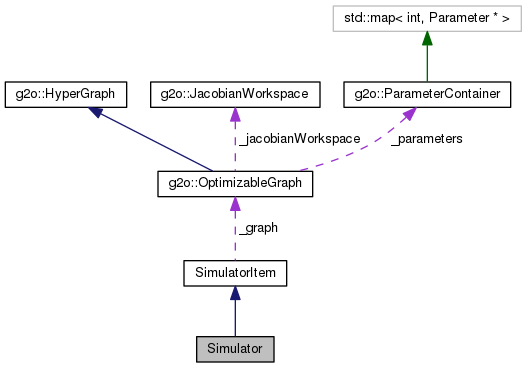 std::map< int, Parameter * >
g2o::HyperGraph
g2o::JacobianWorkspace
g2o::ParameterContainer
_jacobianWorkspace
_parameters
g2o::OptimizableGraph
_graph
SimulatorItem
Simulator